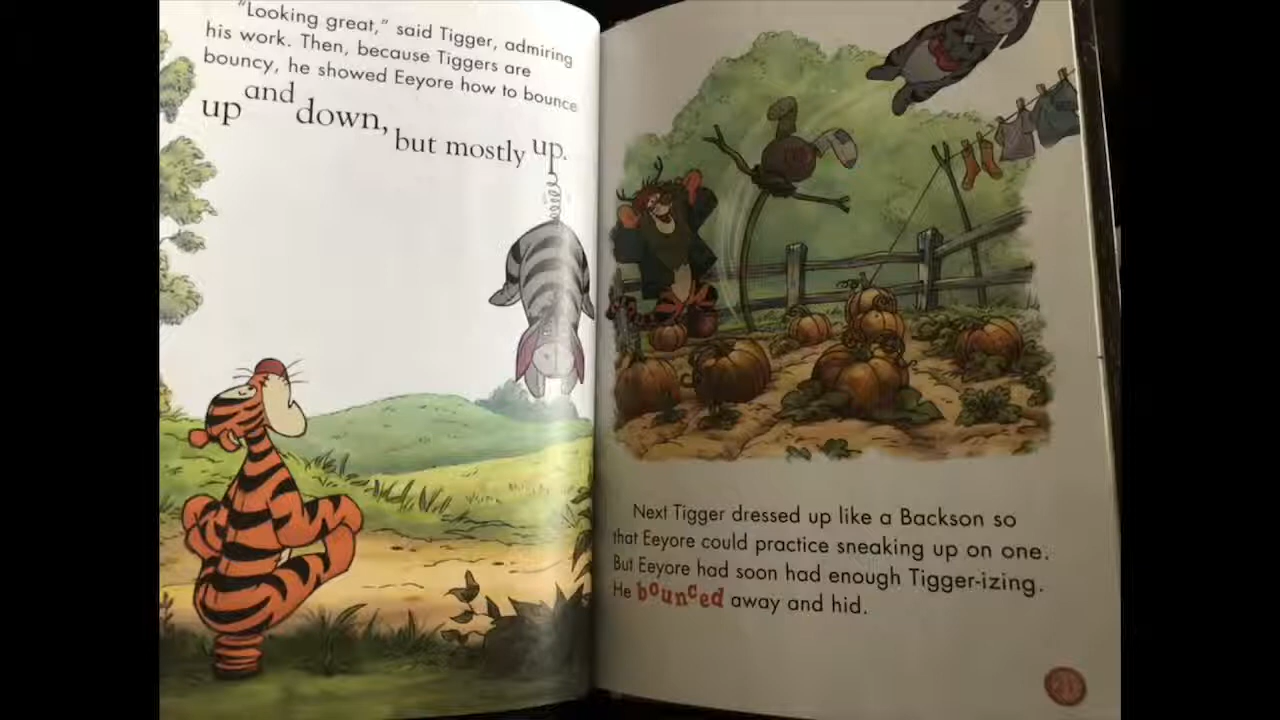 "Looking great," said Tigger, admiring
his work. Then, because Tiggers are
bouncy, he showed Eeyore how to bounce
up and down, but mostly up.
Next Tigger dressed up like a Backson so
that Eeyore could practice sneaking up on one.
But Eeyore had soon had enough Tigger-izing.
He bounced away and hid.
21